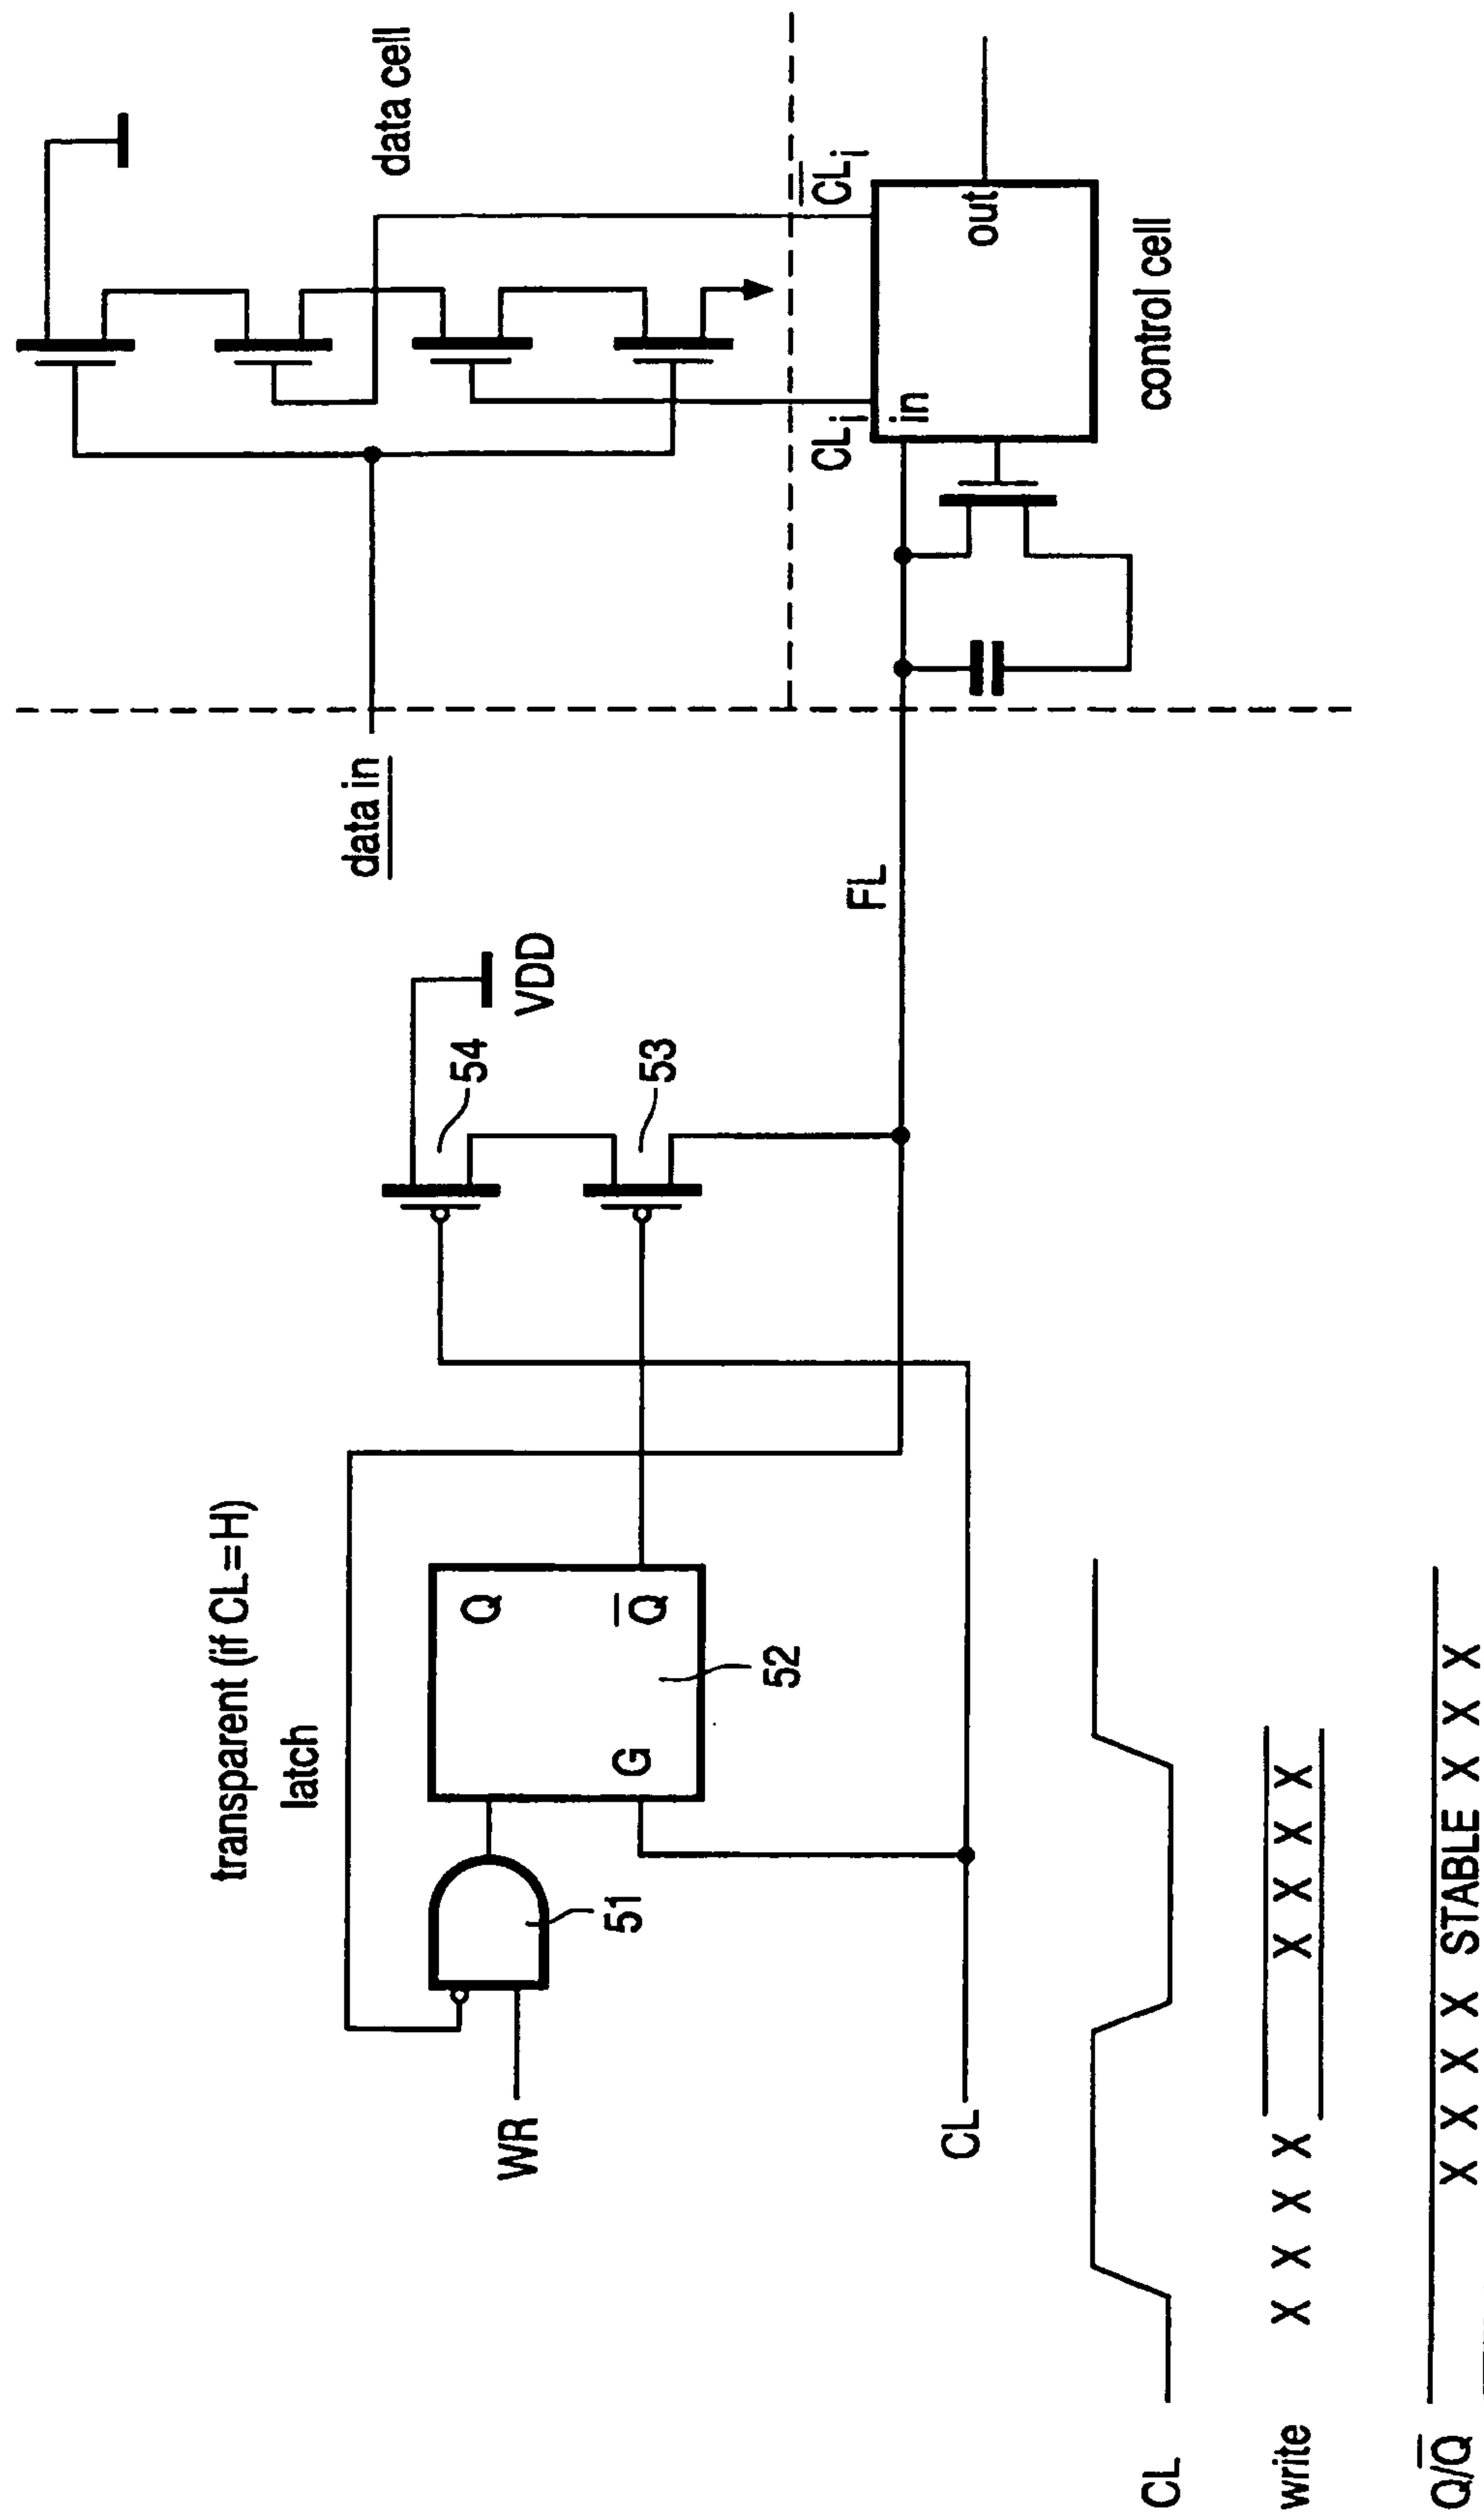 transparent (if CL=H)
latch
WR
51
G
Q
Q̅
52
CL
54
53
VDD
FL
data in
data cell
CLi
C̅L̅i
in
out
control cell
CL
write
X X X X
X X X X
Q/Q̅
X X X X STABLE X X X